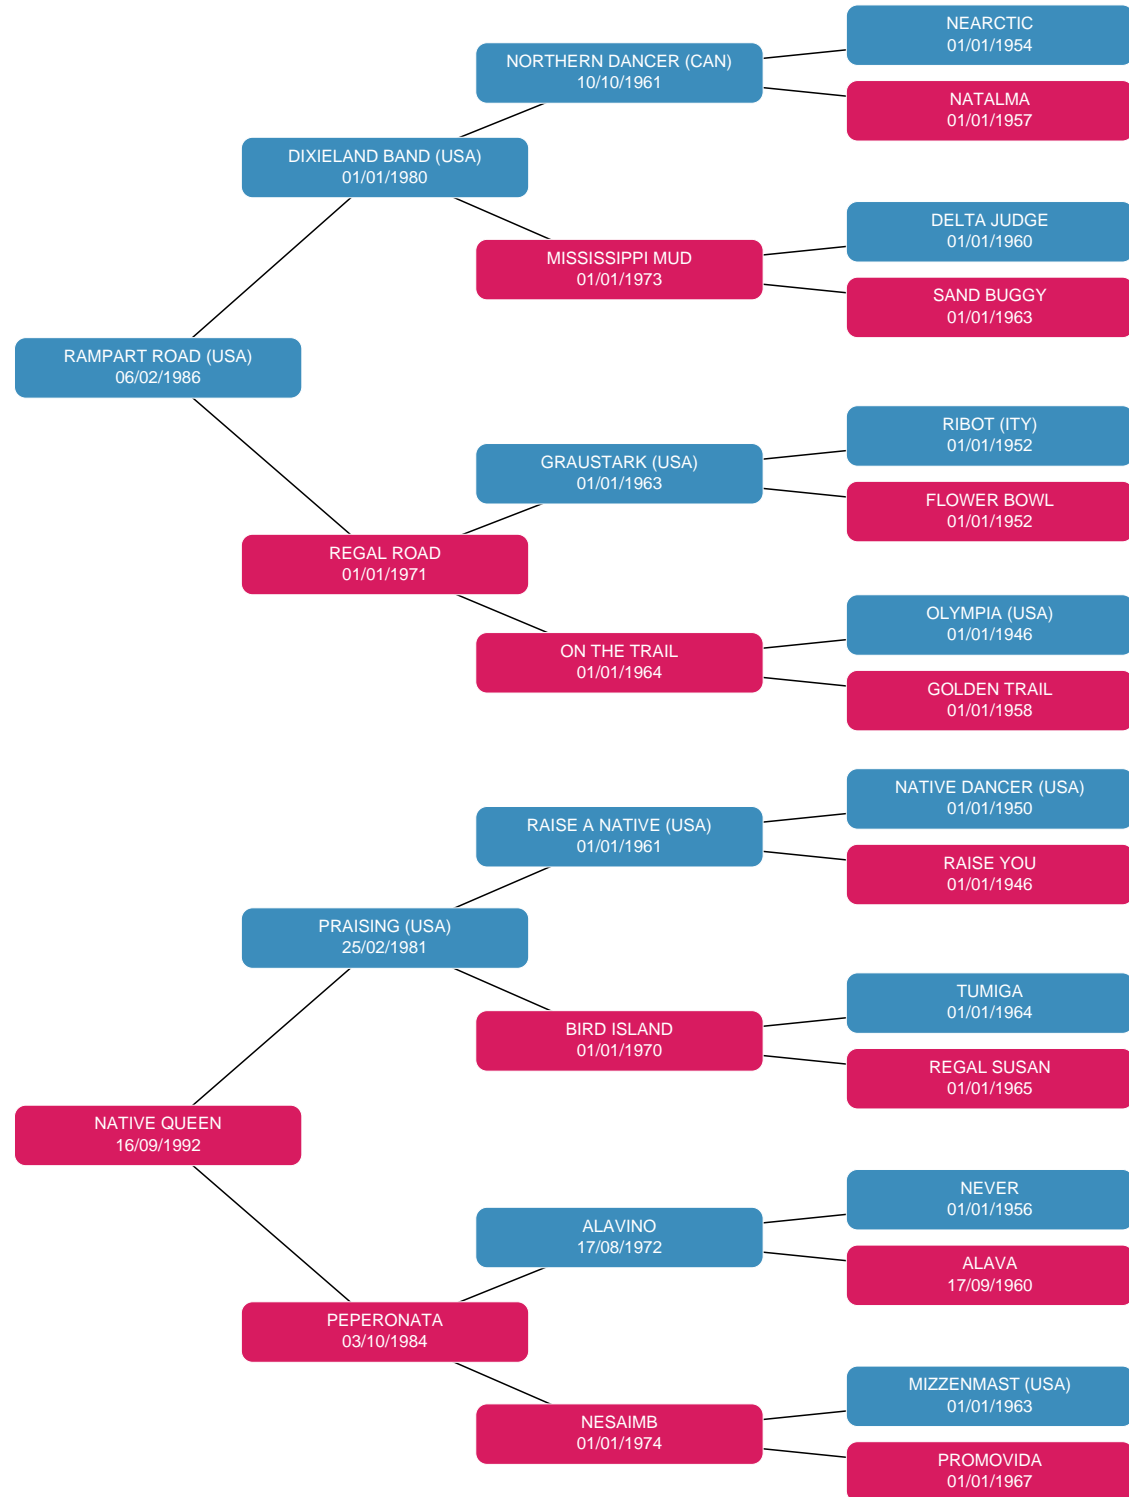 NEARCTIC
01/01/1954
NORTHERN DANCER (CAN)
10/10/1961
NATALMA
01/01/1957
DIXIELAND BAND (USA)
01/01/1980
DELTA JUDGE
01/01/1960
MISSISSIPPI MUD
01/01/1973
SAND BUGGY
01/01/1963
RAMPART ROAD (USA)
06/02/1986
RIBOT (ITY)
01/01/1952
GRAUSTARK (USA)
01/01/1963
FLOWER BOWL
01/01/1952
REGAL ROAD
01/01/1971
OLYMPIA (USA)
01/01/1946
ON THE TRAIL
01/01/1964
GOLDEN TRAIL
01/01/1958
NATIVE DANCER (USA)
01/01/1950
RAISE A NATIVE (USA)
01/01/1961
RAISE YOU
01/01/1946
PRAISING (USA)
25/02/1981
TUMIGA
01/01/1964
BIRD ISLAND
01/01/1970
REGAL SUSAN
01/01/1965
NATIVE QUEEN
16/09/1992
NEVER
01/01/1956
ALAVINO
17/08/1972
ALAVA
17/09/1960
PEPERONATA
03/10/1984
MIZZENMAST (USA)
01/01/1963
NESAIMB
01/01/1974
PROMOVIDA
01/01/1967